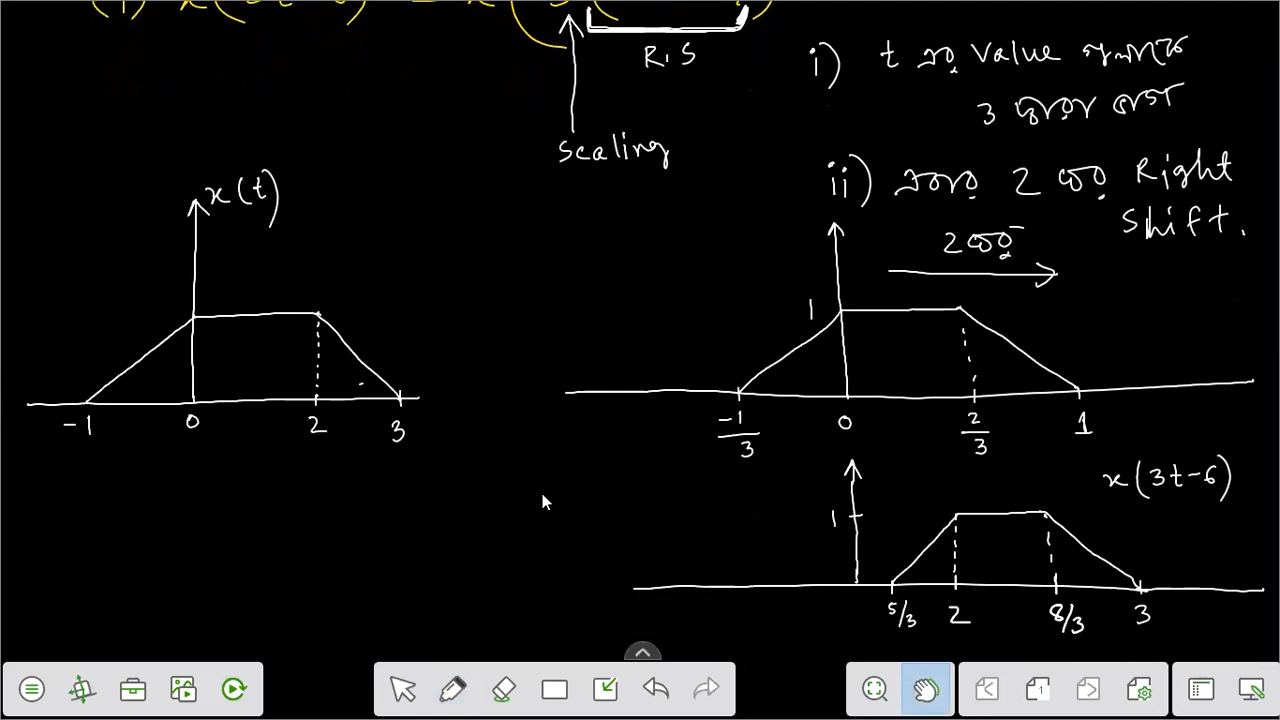 R.S
i) t এর Value গুলাকে
3 দ্বারা ভাগ
scaling
ii) 2 ঘর Right
Shift.
x(t)
2 ঘর
1
-1 0 2 3
-1/3 0 2/3 1
x(3t-6)
1
5/3 2 8/3 3
1